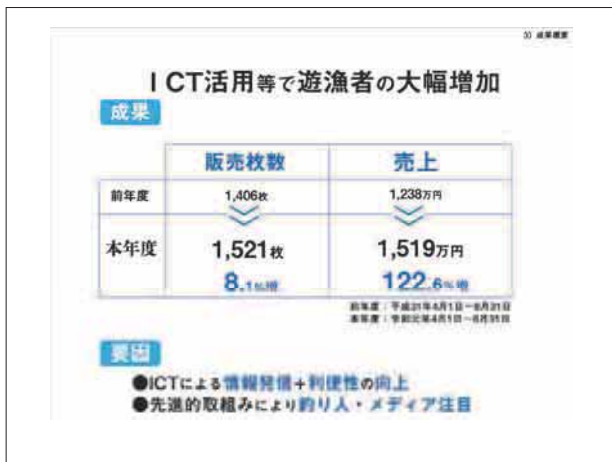 成果概要
ICT活用等で遊漁者の大幅増加
成果
販売枚数 売上
前年度 1,406枚 1,238万円
本年度 1,521枚 1,519万円
8.1%増 122.6%増
前年度：平成31年4月1日～8月31日
本年度：令和元年4月1日～8月31日
要因
●ICTによる情報発信+利便性の向上
●先進的取組みにより釣り人・メディア注目